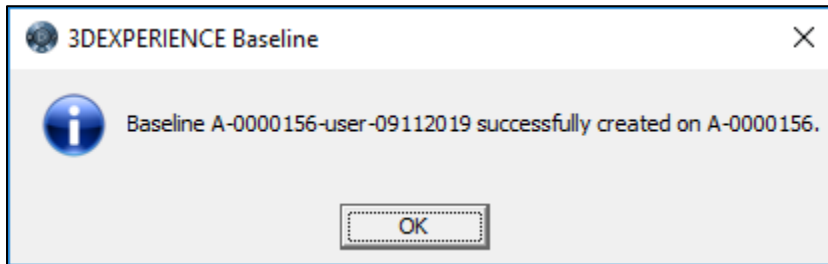 3DEXPERIENCE Baseline
Baseline A-0000156-user-09112019 successfully created on A-0000156.
OK